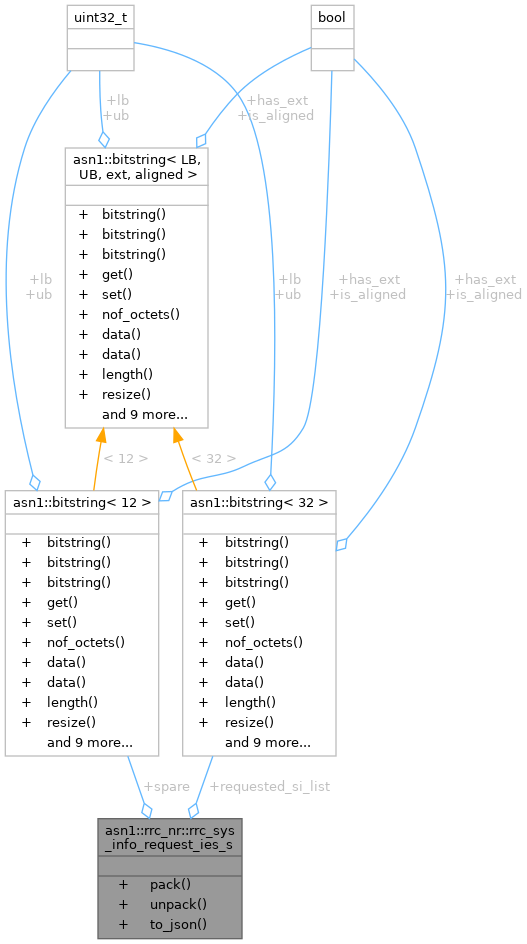 uint32_t
bool
+lb
+ub
+has_ext
+is_aligned
asn1::bitstring< LB,
UB, ext, aligned >
+ bitstring()
+ bitstring()
+ bitstring()
+ get()
+ set()
+ nof_octets()
+ data()
+ data()
+ length()
+ resize()
and 9 more...
+lb
+ub
+lb
+ub
+has_ext
+is_aligned
+has_ext
+is_aligned
< 12 >
< 32 >
asn1::bitstring< 12 >
+ bitstring()
+ bitstring()
+ bitstring()
+ get()
+ set()
+ nof_octets()
+ data()
+ data()
+ length()
+ resize()
and 9 more...
asn1::bitstring< 32 >
+ bitstring()
+ bitstring()
+ bitstring()
+ get()
+ set()
+ nof_octets()
+ data()
+ data()
+ length()
+ resize()
and 9 more...
+spare
+requested_si_list
asn1::rrc_nr::rrc_sys
_info_request_ies_s
+ pack()
+ unpack()
+ to_json()